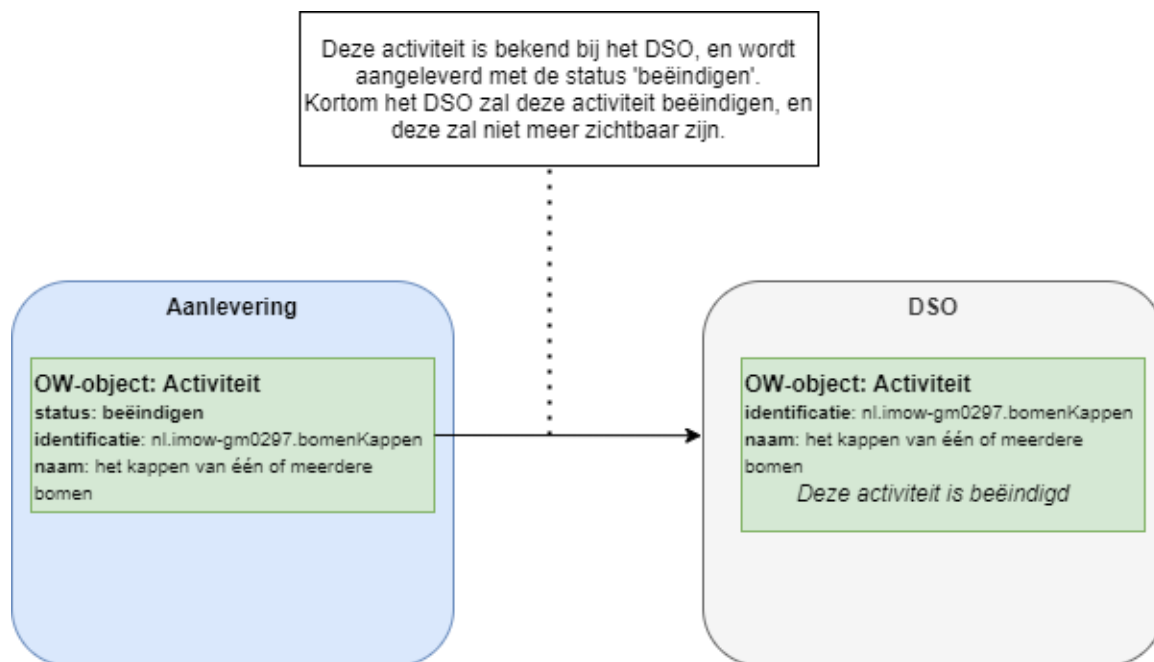 Deze activiteit is bekend bij het DSO, en wordt
aangeleverd met de status 'beëindigen'.
Kortom het DSO zal deze activiteit beëindigen, en
deze zal niet meer zichtbaar zijn.
Aanlevering
OW-object: Activiteit
status: beëindigen
identificatie: nl.imow-gm0297.bomenKappen
naam: het kappen van één of meerdere
bomen
DSO
OW-object: Activiteit
identificatie: nl.imow-gm0297.bomenKappen
naam: het kappen van één of meerdere
bomen
Deze activiteit is beëindigd